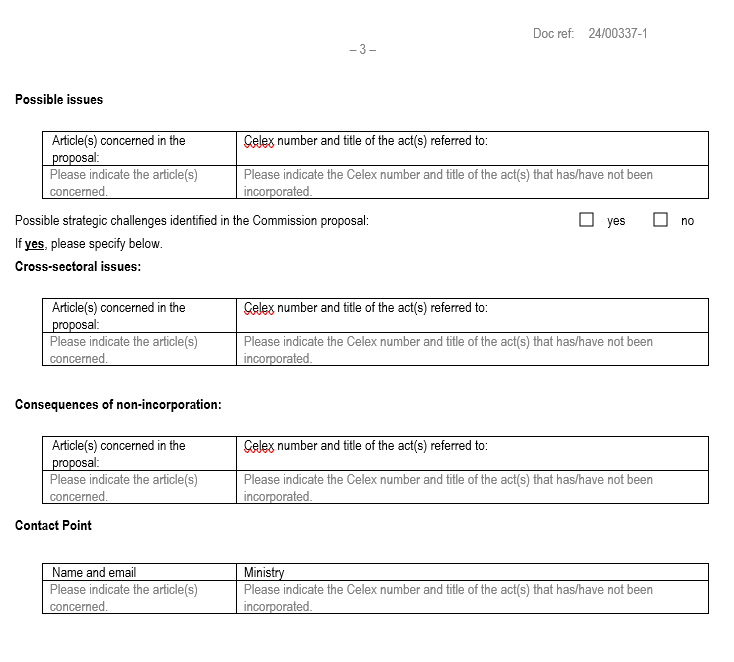 Doc ref: 24/00337-1
– 3 –
Possible issues
Article(s) concerned in the
proposal:
Celex number and title of the act(s) referred to:
Please indicate the article(s)
concerned.
Please indicate the Celex number and title of the act(s) that has/have not been
incorporated.
Possible strategic challenges identified in the Commission proposal: yes no
If yes, please specify below.
Cross-sectoral issues:
Article(s) concerned in the
proposal:
Celex number and title of the act(s) referred to:
Please indicate the article(s)
concerned.
Please indicate the Celex number and title of the act(s) that has/have not been
incorporated.
Consequences of non-incorporation:
Article(s) concerned in the
proposal:
Celex number and title of the act(s) referred to:
Please indicate the article(s)
concerned.
Please indicate the Celex number and title of the act(s) that has/have not been
incorporated.
Contact Point
Name and email
Ministry
Please indicate the article(s)
concerned.
Please indicate the Celex number and title of the act(s) that has/have not been
incorporated.